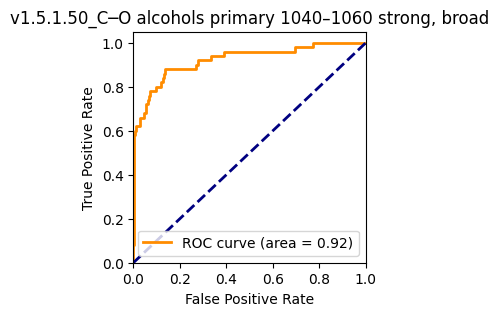 v1.5.1.50_C─O alcohols primary 1040–1060 strong, broad
1.0
0.8
0.6
0.4
0.2
0.0
True Positive Rate
ROC curve (area = 0.92)
0.0 0.2 0.4 0.6 0.8 1.0
False Positive Rate